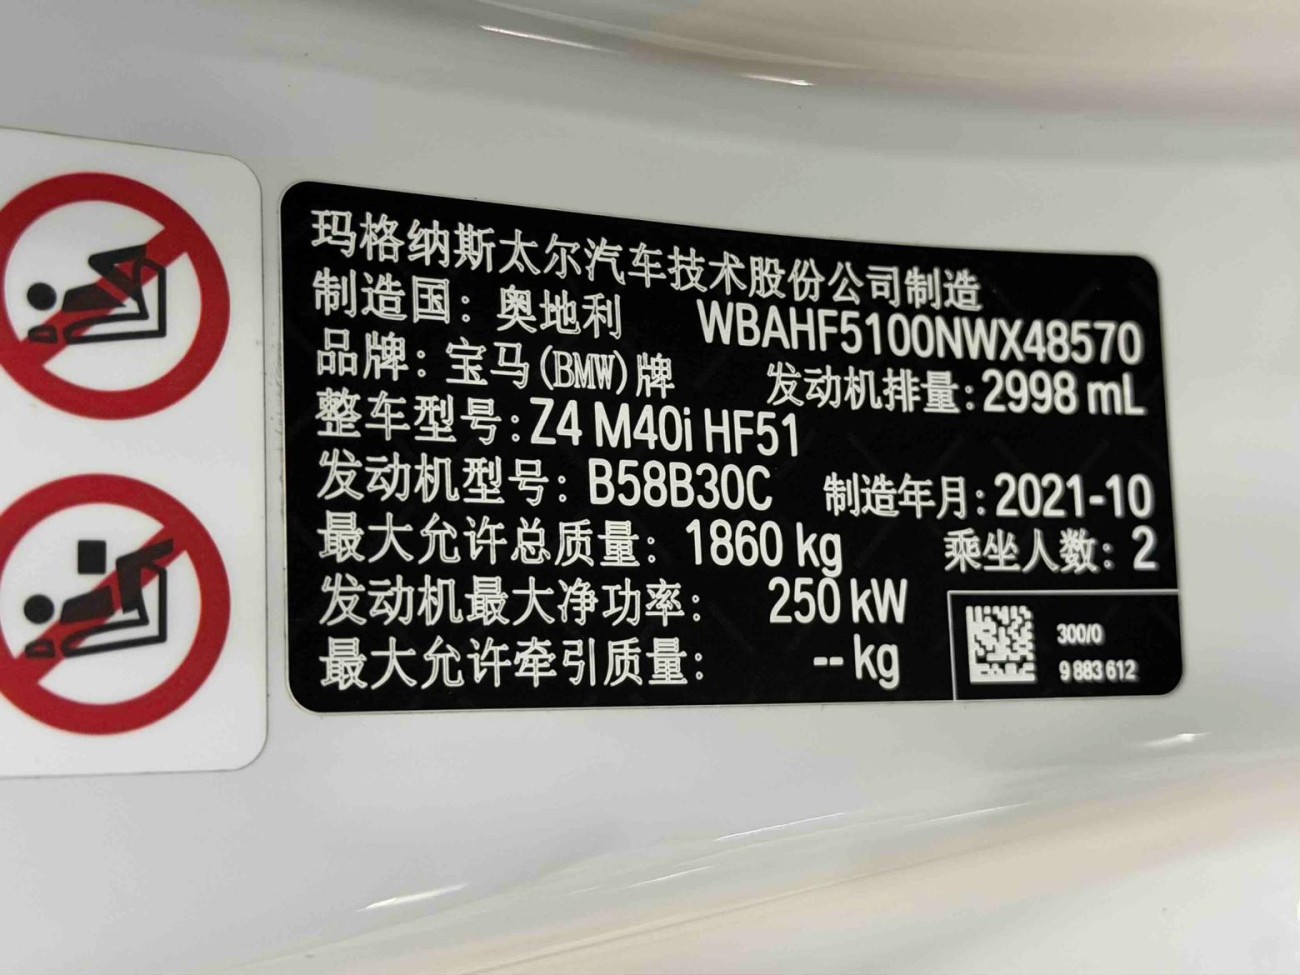 玛格纳斯太尔汽车技术股份公司制造
制造国：奥地利 WBAHF5100NWX48570
品牌：宝马(BMW)牌 发动机排量：2998 mL
整车型号：Z4 M40i HF51
发动机型号：B58B30C 制造年月：2021-10
最大允许总质量：1860 kg 乘坐人数：2
发动机最大净功率：250 kW
最大允许牵引质量：-- kg
300/0
9 883 612